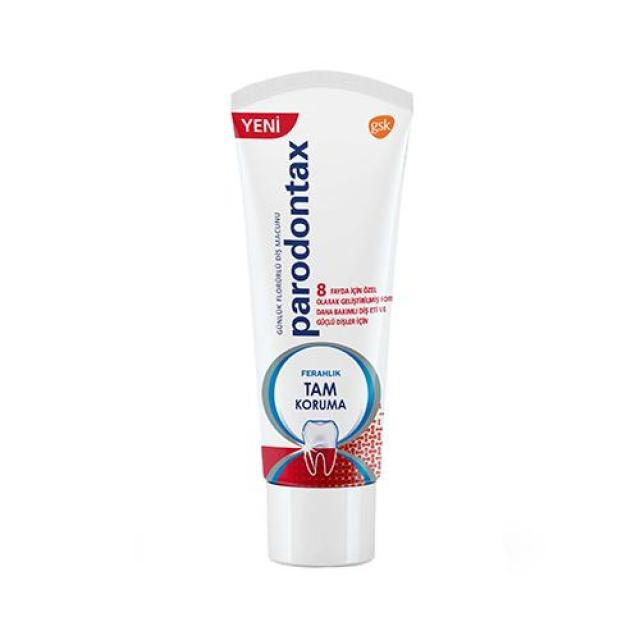 YENİ
gsk
parodontax
GÜNLÜK FLORÜRLÜ DİŞ MACUNU
8 FAYDA İÇİN ÖZEL
OLARAK GELİŞTİRİLMİŞ FORM
DAHA BAKIMLI DİŞ ETİ VE
GÜÇLÜ DİŞLER İÇİN
FERAHLIK
TAM
KORUMA